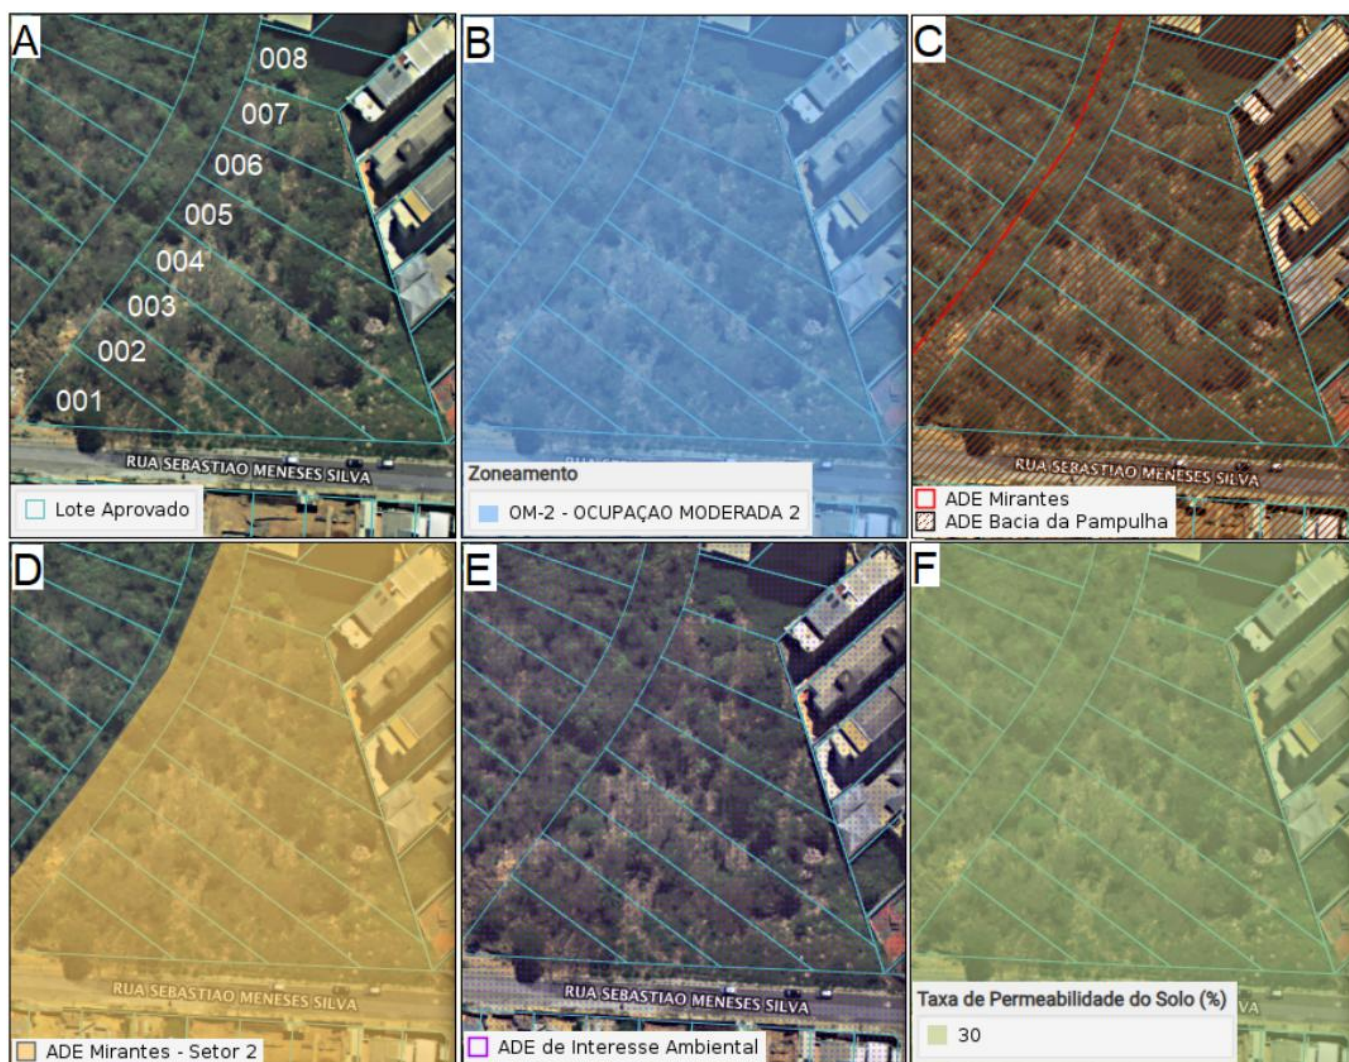 A
008
007
006
005
004
003
002
001
RUA SEBASTIAO MENESES SILVA
Lote Aprovado
B
Zoneamento
OM-2 - OCUPAÇAO MODERADA 2
C
RUA SEBASTIAO MENESES SILVA
ADE Mirantes
ADE Bacia da Pampulha
D
RUA SEBASTIAO MENESES SILVA
ADE Mirantes - Setor 2
E
RUA SEBASTIAO MENESES SILVA
ADE de Interesse Ambiental
F
Taxa de Permeabilidade do Solo (%)
30